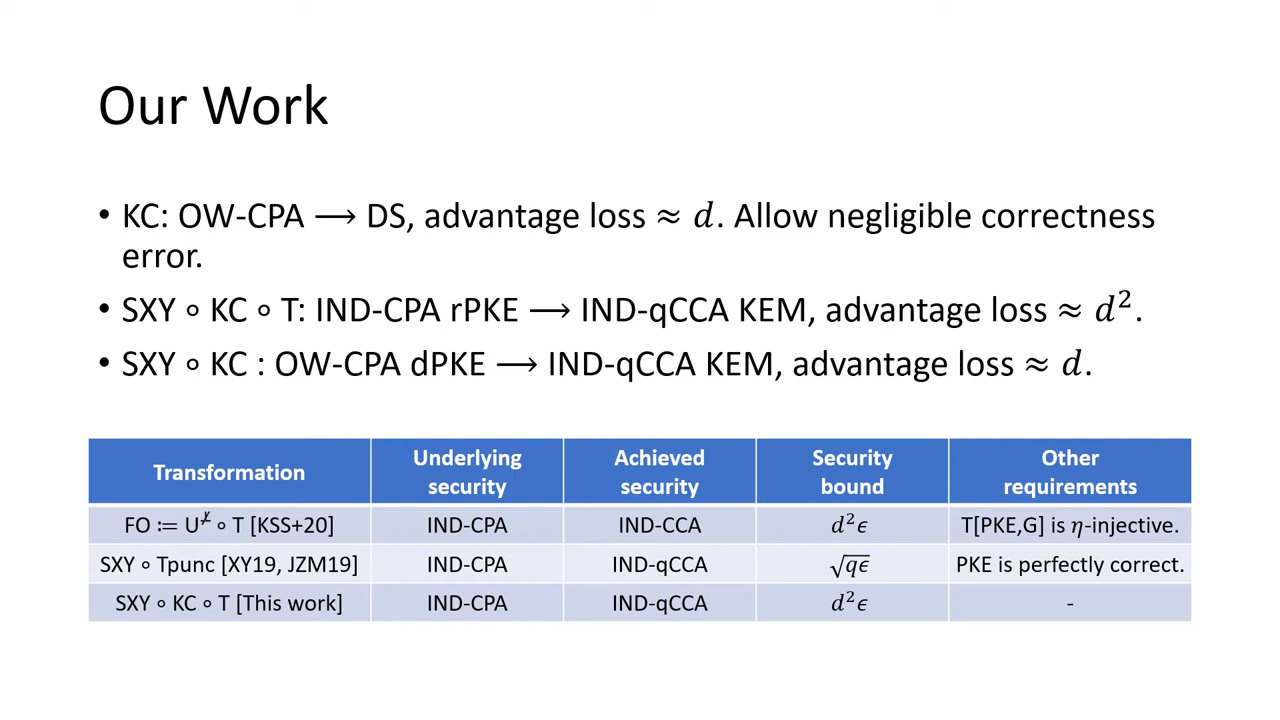 Our Work
• KC: OW-CPA ⟶ DS, advantage loss ≈ d. Allow negligible correctness
error.
• SXY ∘ KC ∘ T: IND-CPA rPKE ⟶ IND-qCCA KEM, advantage loss ≈ d².
• SXY ∘ KC : OW-CPA dPKE ⟶ IND-qCCA KEM, advantage loss ≈ d.
Transformation | Underlying security | Achieved security | Security bound | Other requirements
FO ≔ U^⊥̸ ∘ T [KSS+20] | IND-CPA | IND-CCA | d²ϵ | T[PKE,G] is η-injective.
SXY ∘ Tpunc [XY19, JZM19] | IND-CPA | IND-qCCA | √qϵ | PKE is perfectly correct.
SXY ∘ KC ∘ T [This work] | IND-CPA | IND-qCCA | d²ϵ | -